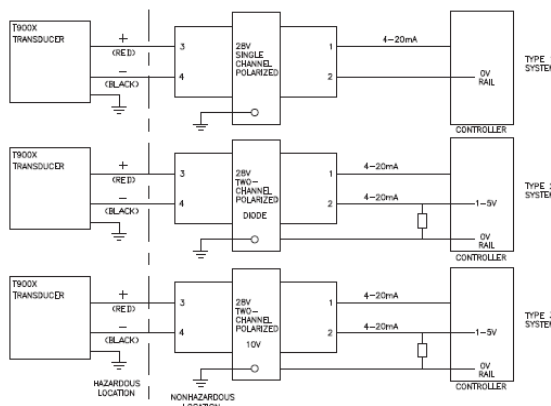 T900X
TRANSDUCER
+
(RED)
−
(BLACK)
3
4
28V
SINGLE
CHANNEL
POLARIZED
1
2
4−20mA
0V
RAIL
CONTROLLER
TYPE
SYSTEM
T900X
TRANSDUCER
+
(RED)
−
(BLACK)
3
4
28V
TWO−
CHANNEL
POLARIZED
DIODE
1
2
4−20mA
4−20mA
1−5V
0V
RAIL
CONTROLLER
TYPE
SYSTEM
T900X
TRANSDUCER
+
(RED)
−
(BLACK)
3
4
28V
TWO−
CHANNEL
POLARIZED
10V
1
2
4−20mA
4−20mA
1−5V
0V
RAIL
CONTROLLER
TYPE
SYSTEM
HAZARDOUS
LOCATION
NONHAZARDOUS
LOCATION